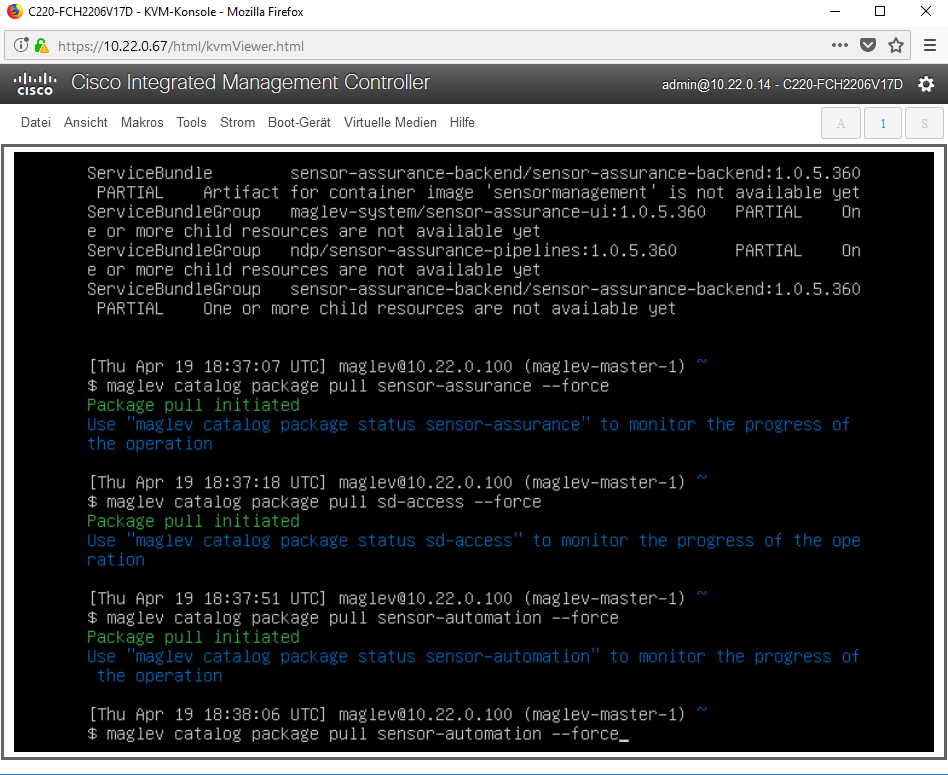 C220-FCH2206V17D - KVM-Konsole - Mozilla Firefox
https://10.22.0.67/html/kvmViewer.html
cisco Cisco Integrated Management Controller admin@10.22.0.14 - C220-FCH2206V17D
Datei Ansicht Makros Tools Strom Boot-Gerät Virtuelle Medien Hilfe A 1 S
ServiceBundle sensor-assurance-backend/sensor-assurance-backend:1.0.5.360
PARTIAL Artifact for container image 'sensormanagement' is not available yet
ServiceBundleGroup maglev-system/sensor-assurance-ui:1.0.5.360 PARTIAL On
e or more child resources are not available yet
ServiceBundleGroup ndp/sensor-assurance-pipelines:1.0.5.360 PARTIAL On
e or more child resources are not available yet
ServiceBundleGroup sensor-assurance-backend/sensor-assurance-backend:1.0.5.360
PARTIAL One or more child resources are not available yet
[Thu Apr 19 18:37:07 UTC] maglev@10.22.0.100 (maglev-master-1) ~
$ maglev catalog package pull sensor-assurance --force
Package pull initiated
Use "maglev catalog package status sensor-assurance" to monitor the progress of
the operation
[Thu Apr 19 18:37:18 UTC] maglev@10.22.0.100 (maglev-master-1) ~
$ maglev catalog package pull sd-access --force
Package pull initiated
Use "maglev catalog package status sd-access" to monitor the progress of the ope
ration
[Thu Apr 19 18:37:51 UTC] maglev@10.22.0.100 (maglev-master-1) ~
$ maglev catalog package pull sensor-automation --force
Package pull initiated
Use "maglev catalog package status sensor-automation" to monitor the progress of
the operation
[Thu Apr 19 18:38:06 UTC] maglev@10.22.0.100 (maglev-master-1) ~
$ maglev catalog package pull sensor-automation --force_